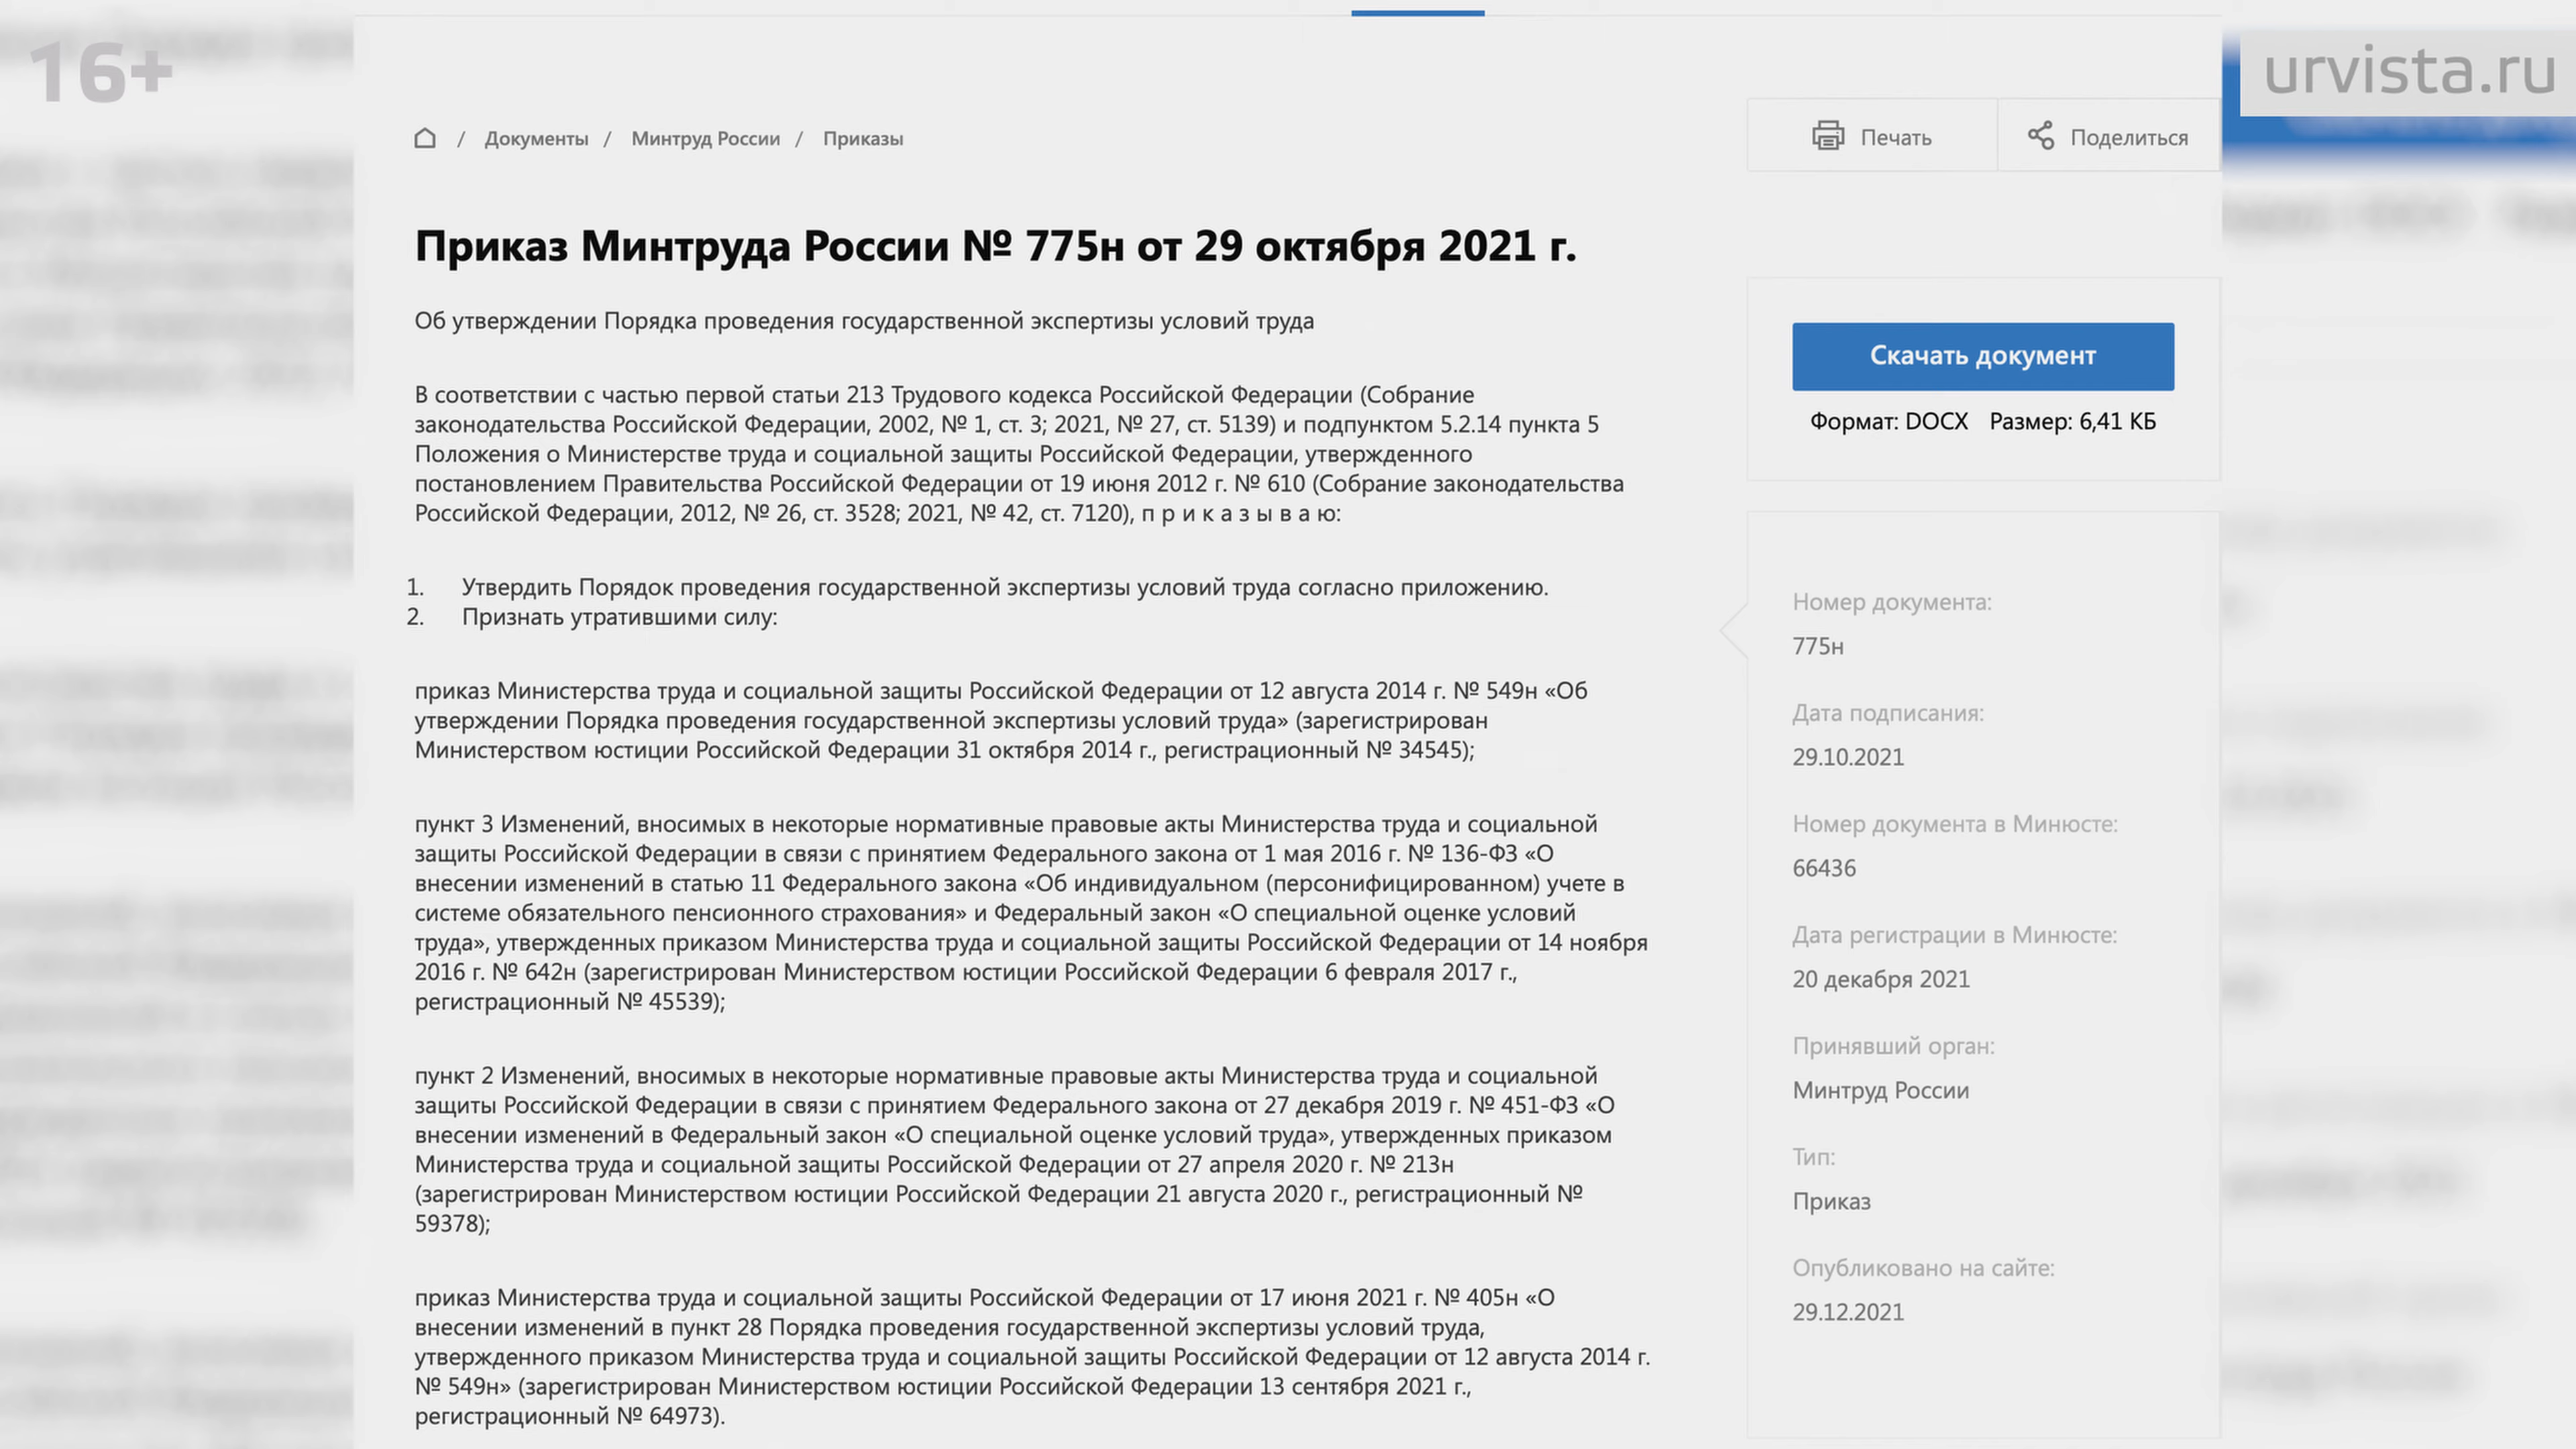 16+
urvista.ru
Документы / Минтруд России / Приказы
Печать
Поделиться
Приказ Минтруда России № 775н от 29 октября 2021 г.
Об утверждении Порядка проведения государственной экспертизы условий труда
В соответствии с частью первой статьи 213 Трудового кодекса Российской Федерации (Собрание
законодательства Российской Федерации, 2002, № 1, ст. 3; 2021, № 27, ст. 5139) и подпунктом 5.2.14 пункта 5
Положения о Министерстве труда и социальной защиты Российской Федерации, утвержденного
постановлением Правительства Российской Федерации от 19 июня 2012 г. № 610 (Собрание законодательства
Российской Федерации, 2012, № 26, ст. 3528; 2021, № 42, ст. 7120), п р и к а з ы в а ю:
1. Утвердить Порядок проведения государственной экспертизы условий труда согласно приложению.
2. Признать утратившими силу:
приказ Министерства труда и социальной защиты Российской Федерации от 12 августа 2014 г. № 549н «Об
утверждении Порядка проведения государственной экспертизы условий труда» (зарегистрирован
Министерством юстиции Российской Федерации 31 октября 2014 г., регистрационный № 34545);
пункт 3 Изменений, вносимых в некоторые нормативные правовые акты Министерства труда и социальной
защиты Российской Федерации в связи с принятием Федерального закона от 1 мая 2016 г. № 136-ФЗ «О
внесении изменений в статью 11 Федерального закона «Об индивидуальном (персонифицированном) учете в
системе обязательного пенсионного страхования» и Федеральный закон «О специальной оценке условий
труда», утвержденных приказом Министерства труда и социальной защиты Российской Федерации от 14 ноября
2016 г. № 642н (зарегистрирован Министерством юстиции Российской Федерации 6 февраля 2017 г.,
регистрационный № 45539);
пункт 2 Изменений, вносимых в некоторые нормативные правовые акты Министерства труда и социальной
защиты Российской Федерации в связи с принятием Федерального закона от 27 декабря 2019 г. № 451-ФЗ «О
внесении изменений в Федеральный закон «О специальной оценке условий труда», утвержденных приказом
Министерства труда и социальной защиты Российской Федерации от 27 апреля 2020 г. № 213н
(зарегистрирован Министерством юстиции Российской Федерации 21 августа 2020 г., регистрационный №
59378);
приказ Министерства труда и социальной защиты Российской Федерации от 17 июня 2021 г. № 405н «О
внесении изменений в пункт 28 Порядка проведения государственной экспертизы условий труда,
утвержденного приказом Министерства труда и социальной защиты Российской Федерации от 12 августа 2014 г.
№ 549н» (зарегистрирован Министерством юстиции Российской Федерации 13 сентября 2021 г.,
регистрационный № 64973).
Скачать документ
Формат: DOCX Размер: 6,41 КБ
Номер документа:
775н
Дата подписания:
29.10.2021
Номер документа в Минюсте:
66436
Дата регистрации в Минюсте:
20 декабря 2021
Принявший орган:
Минтруд России
Тип:
Приказ
Опубликовано на сайте:
29.12.2021